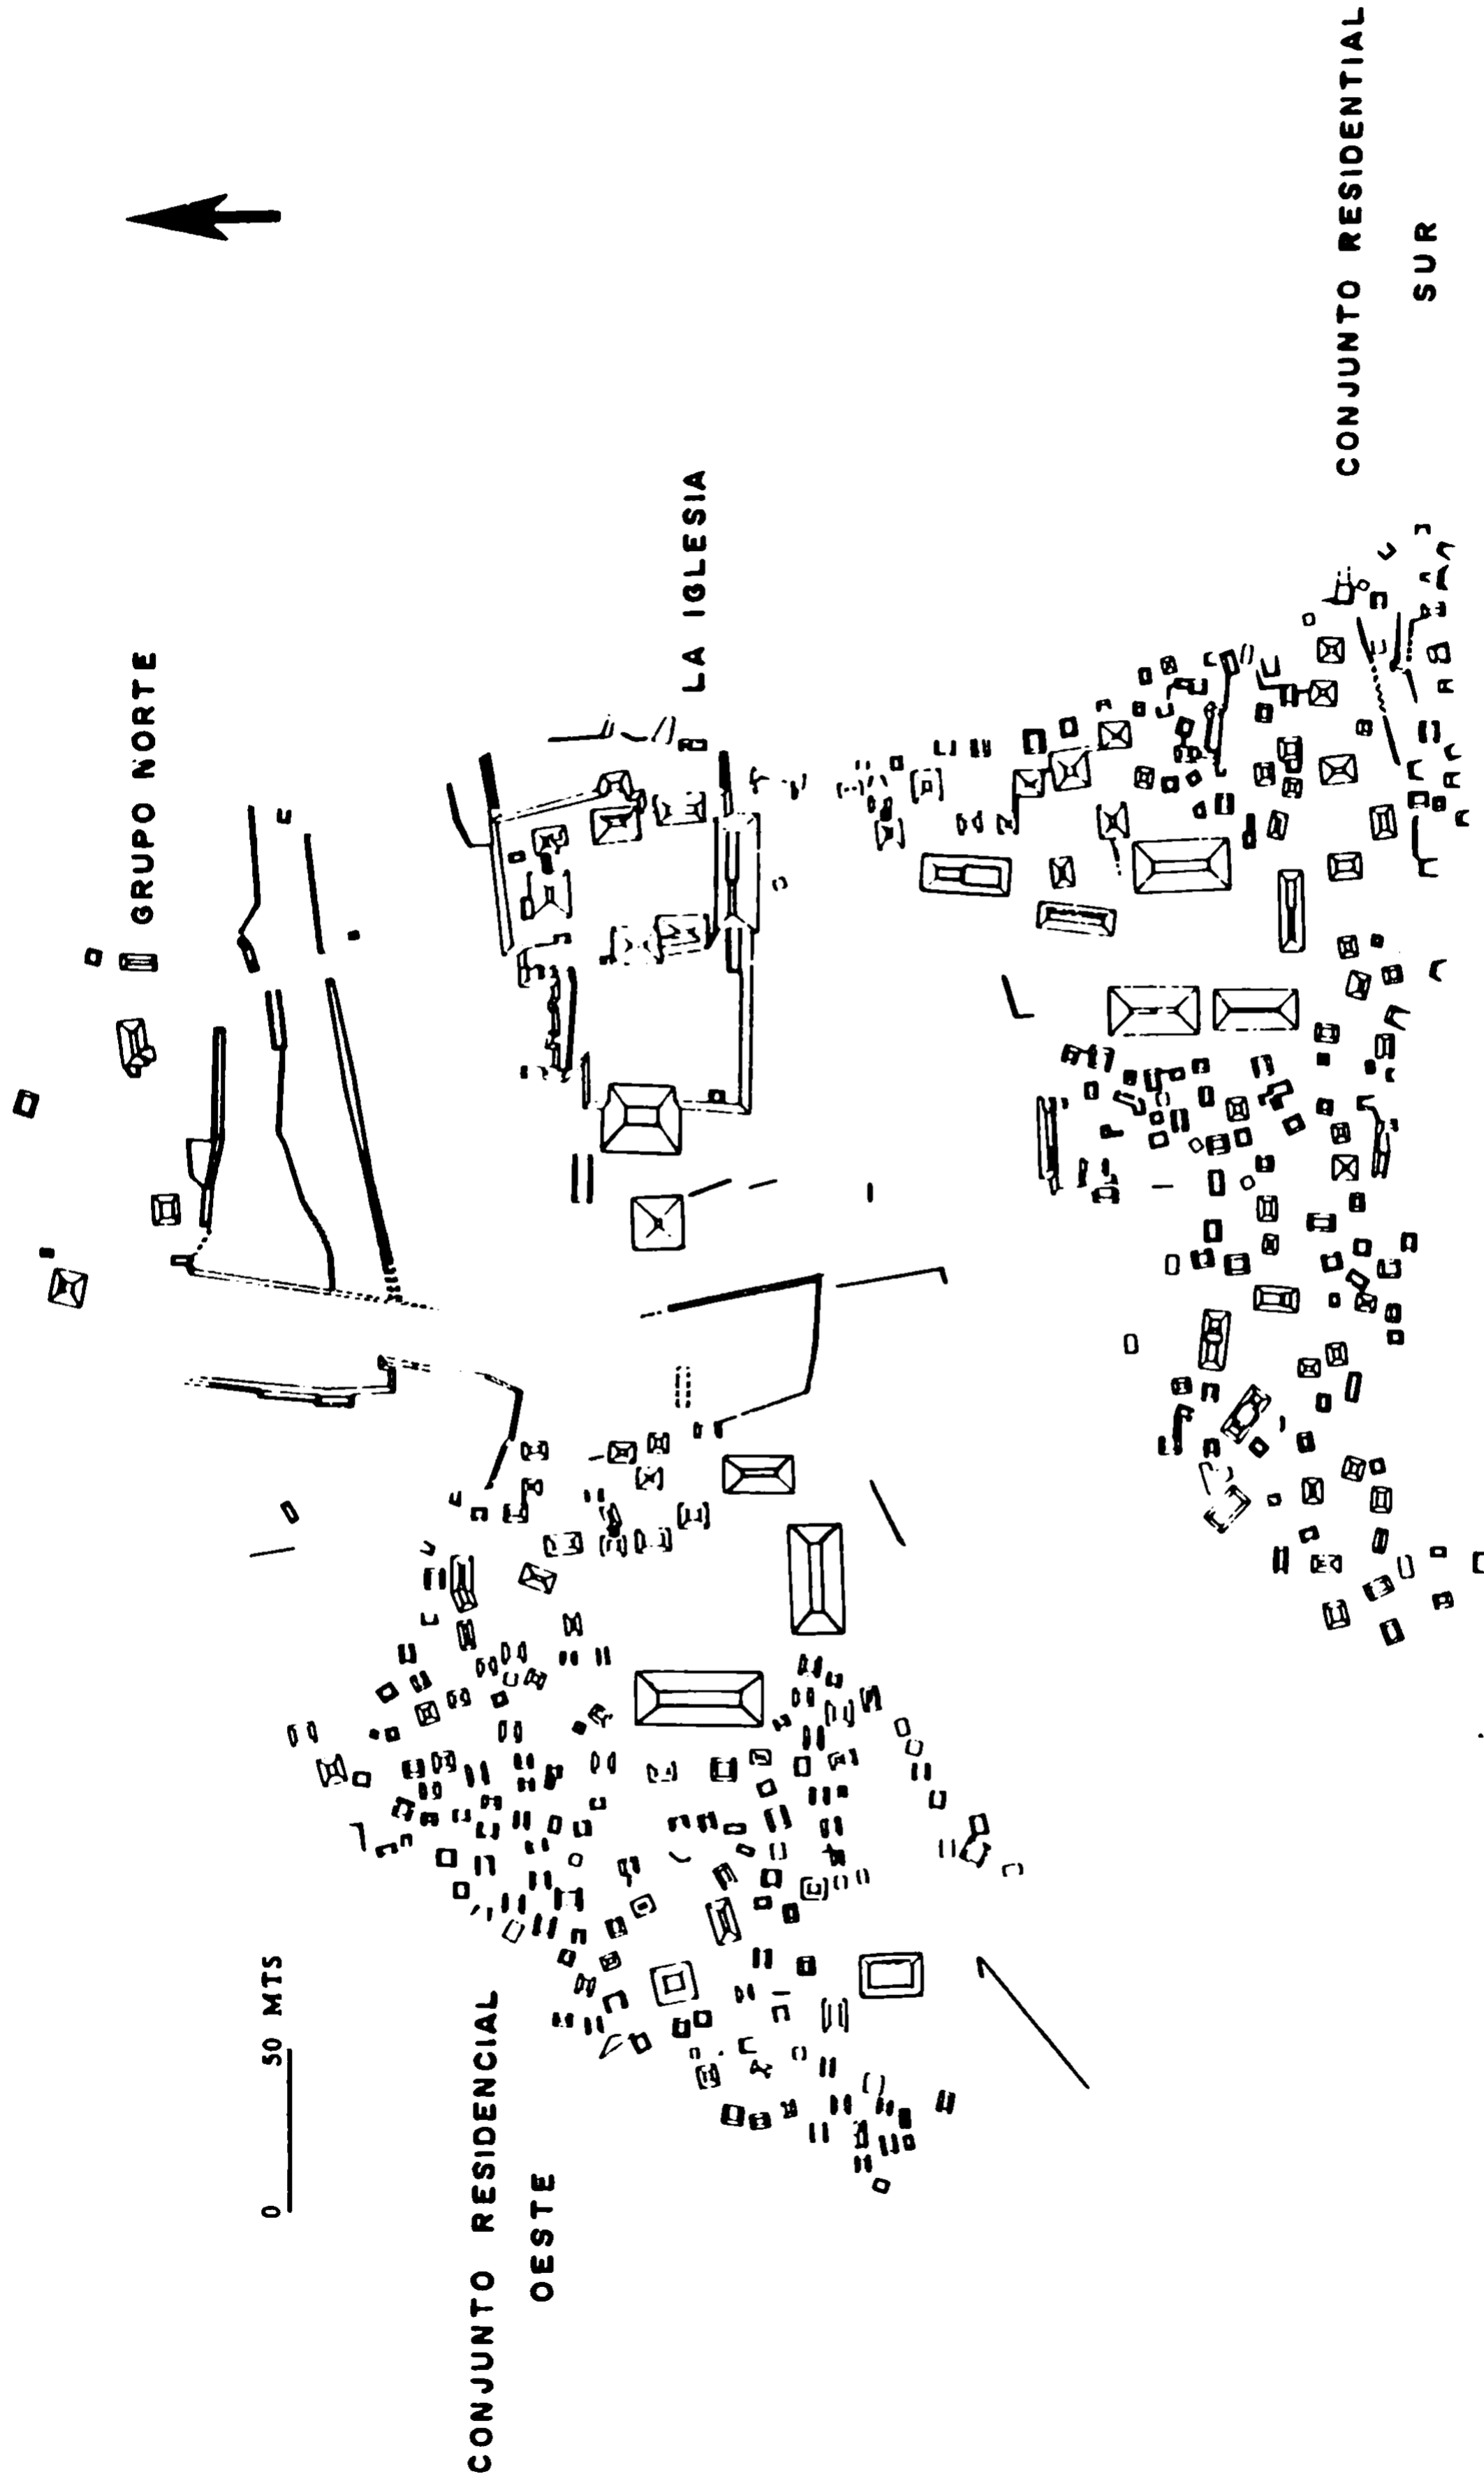 GRUPO NORTE
LA IGLESIA
CONJUNTO RESIDENTIAL
SUR
0 50 MTS
CONJUNTO RESIDENCIAL
OESTE